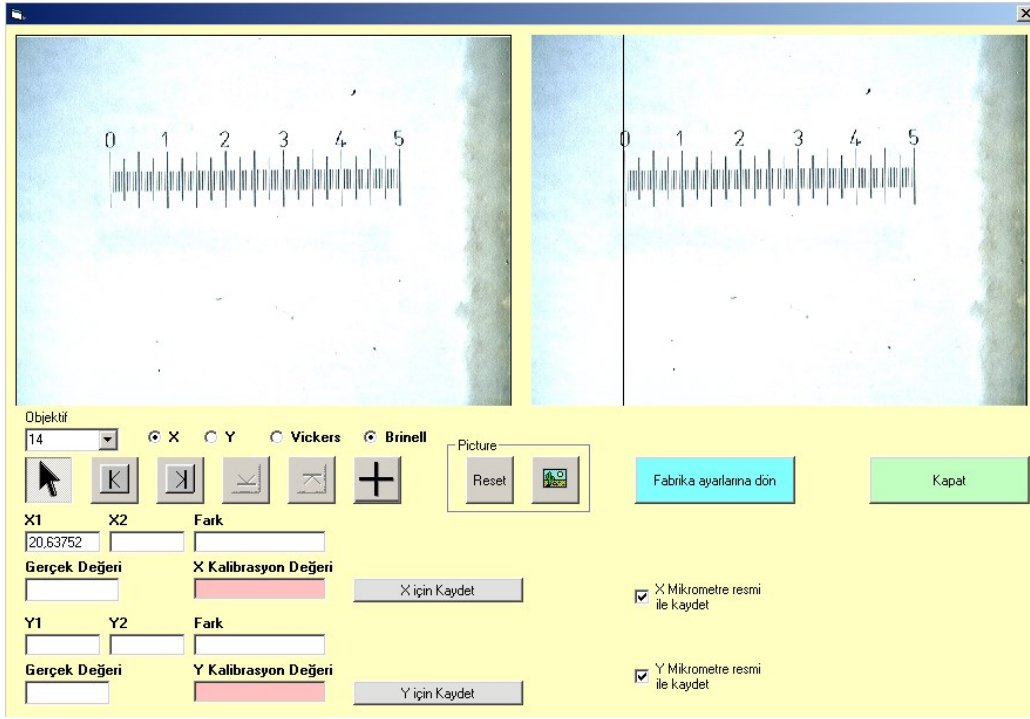 0 1 2 3 4 5
0 1 2 3 4 5
Objektif
14 X Y Vickers Brinell
Picture
Reset
Fabrika ayarlarına dön
Kapat
X1 X2 Fark
20,63752
Gerçek Değeri X Kalibrasyon Değeri
X için Kaydet
X Mikrometre resmi
ile kaydet
Y1 Y2 Fark
Gerçek Değeri Y Kalibrasyon Değeri
Y için Kaydet
Y Mikrometre resmi
ile kaydet